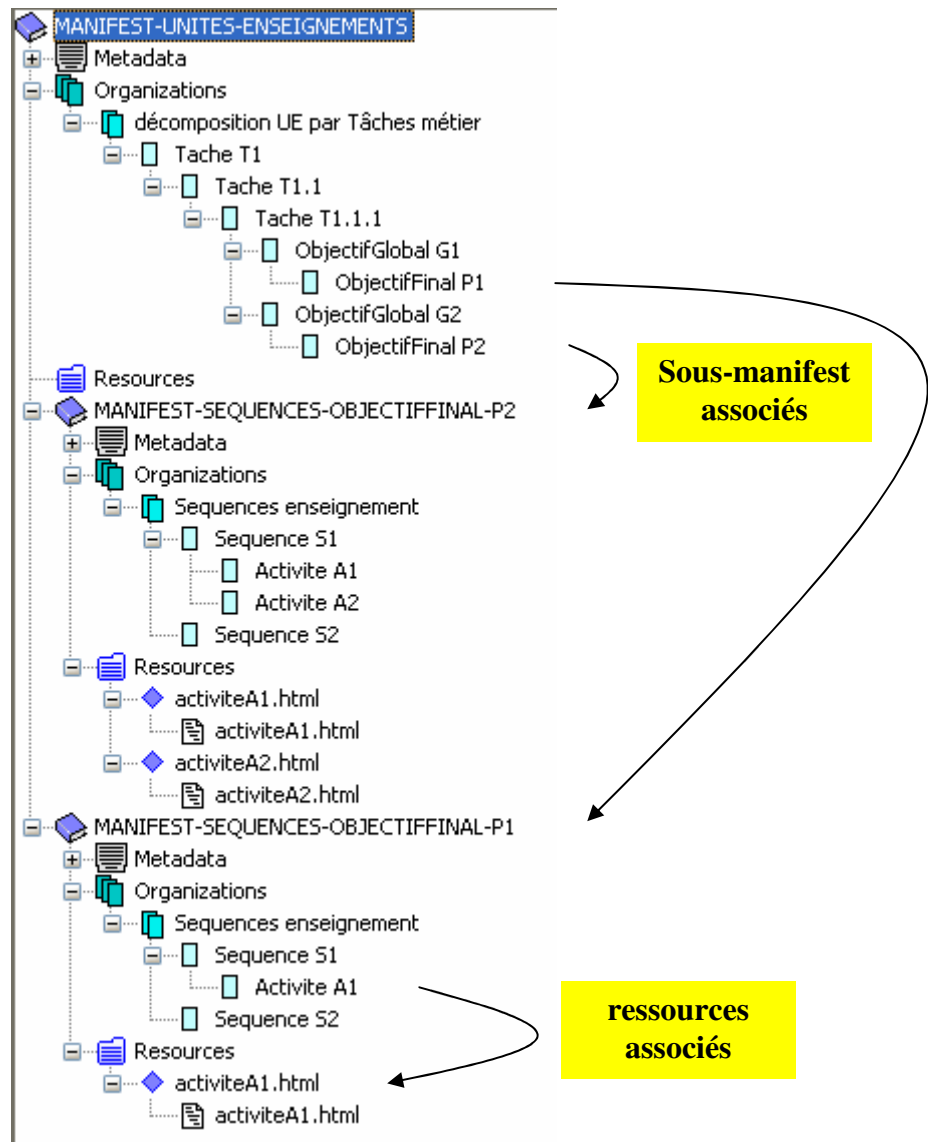 MANIFEST-UNITES-ENSEIGNEMENTS
Metadata
Organizations
décomposition UE par Tâches métier
Tache T1
Tache T1.1
Tache T1.1.1
ObjectifGlobal G1
ObjectifFinal P1
ObjectifGlobal G2
ObjectifFinal P2
Sous-manifest
associés
Resources
MANIFEST-SEQUENCES-OBJECTIFFINAL-P2
Metadata
Organizations
Sequences enseignement
Sequence S1
Activite A1
Activite A2
Sequence S2
Resources
activiteA1.html
activiteA1.html
activiteA2.html
activiteA2.html
MANIFEST-SEQUENCES-OBJECTIFFINAL-P1
Metadata
Organizations
Sequences enseignement
Sequence S1
Activite A1
Sequence S2
ressources
associés
Resources
activiteA1.html
activiteA1.html